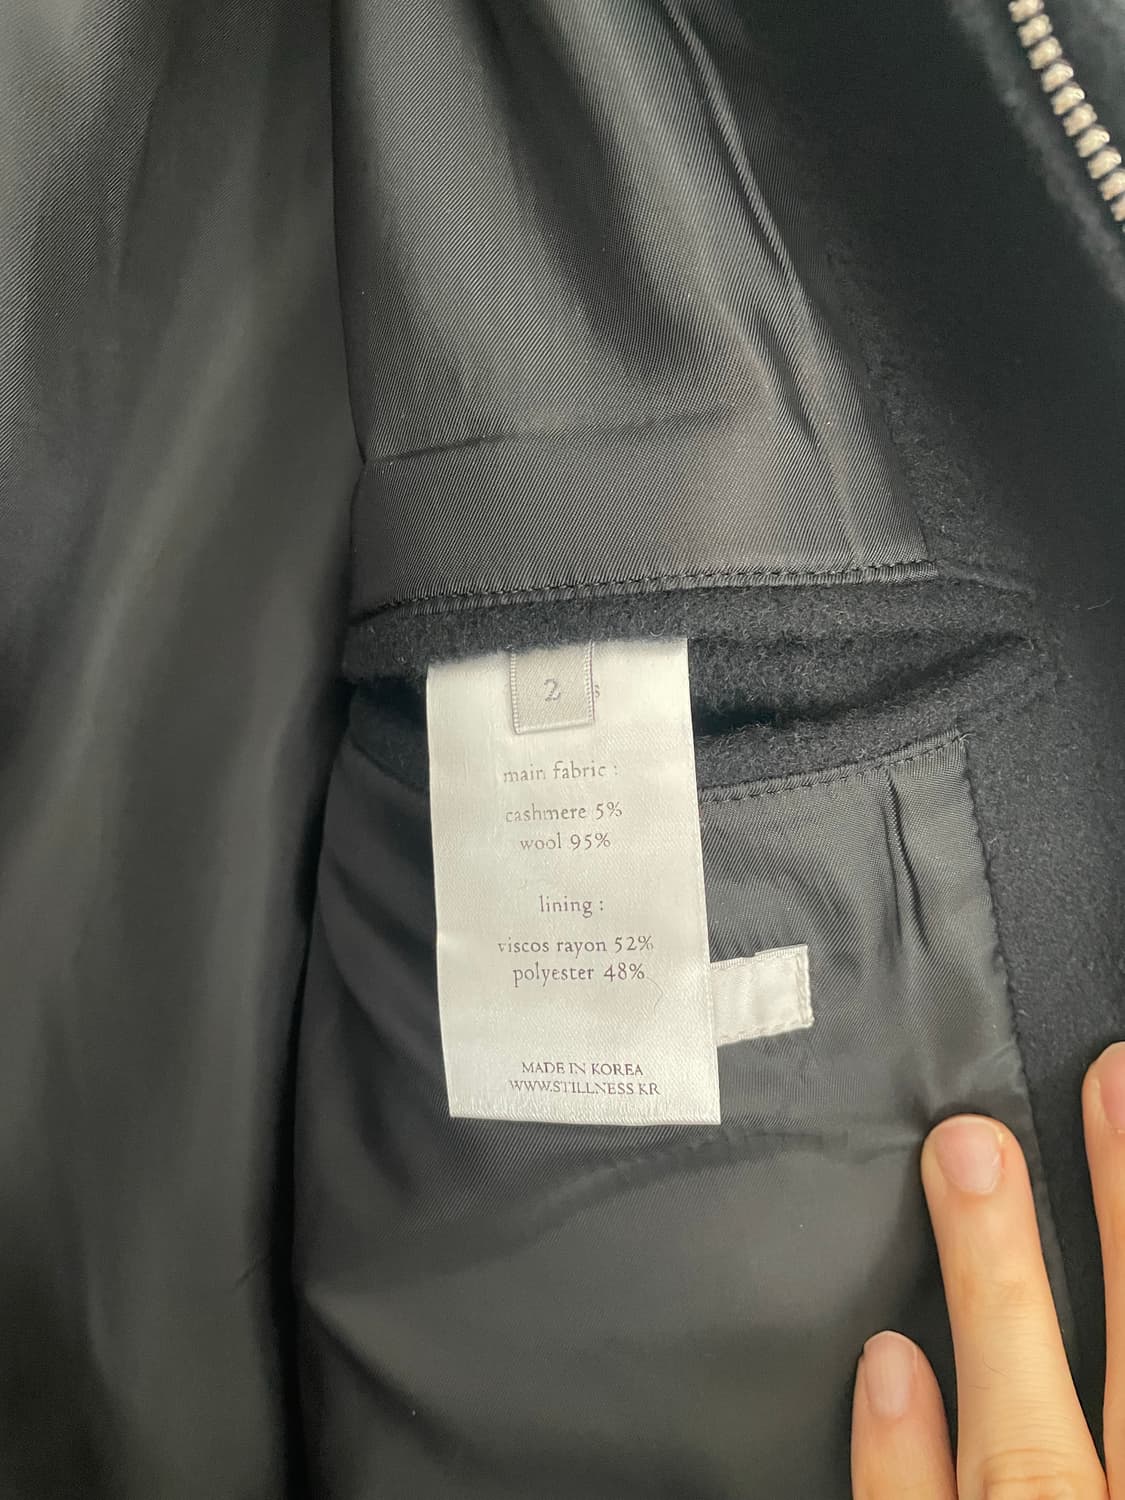 2
main fabric :
cashmere 5%
wool 95%
lining :
viscos rayon 52%
polyester 48%
MADE IN KOREA
WWW.STILLNESS.KR